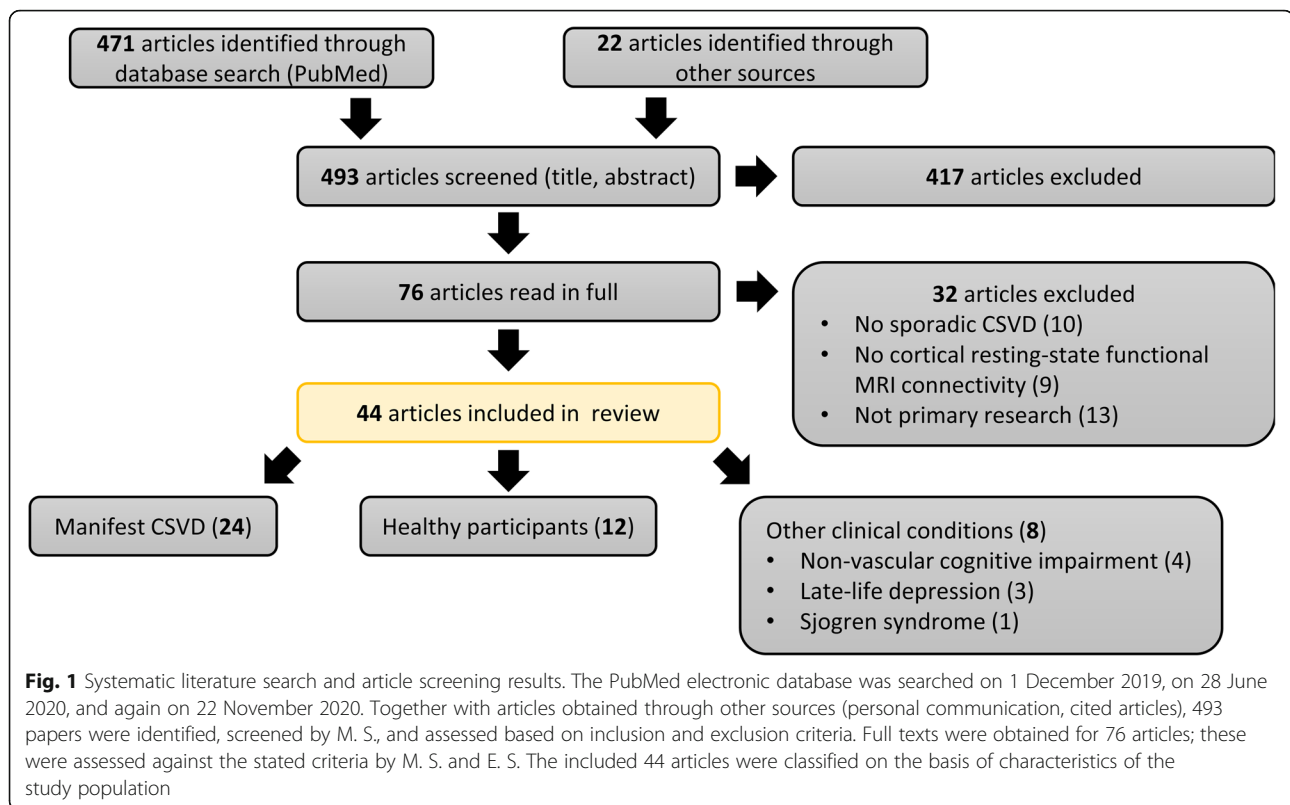 471 articles identified through
database search (PubMed)
22 articles identified through
other sources
493 articles screened (title, abstract)
417 articles excluded
76 articles read in full
32 articles excluded
• No sporadic CSVD (10)
• No cortical resting-state functional
MRI connectivity (9)
• Not primary research (13)
44 articles included in review
Manifest CSVD (24)
Healthy participants (12)
Other clinical conditions (8)
• Non-vascular cognitive impairment (4)
• Late-life depression (3)
• Sjogren syndrome (1)
Fig. 1 Systematic literature search and article screening results. The PubMed electronic database was searched on 1 December 2019, on 28 June
2020, and again on 22 November 2020. Together with articles obtained through other sources (personal communication, cited articles), 493
papers were identified, screened by M. S., and assessed based on inclusion and exclusion criteria. Full texts were obtained for 76 articles; these
were assessed against the stated criteria by M. S. and E. S. The included 44 articles were classified on the basis of characteristics of the
study population